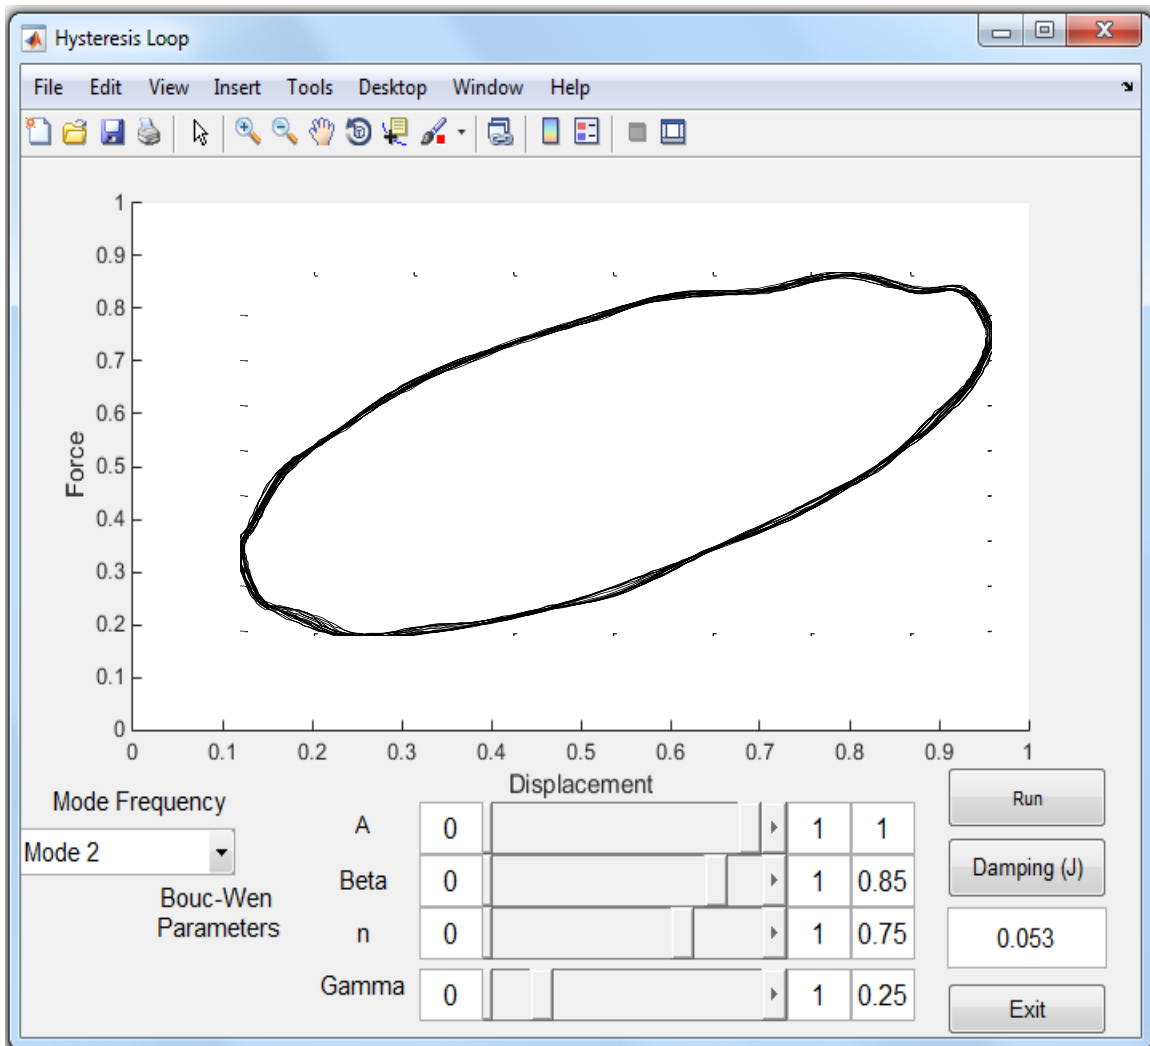 Hysteresis Loop
File Edit View Insert Tools Desktop Window Help
1
0.9
0.8
0.7
0.6
0.5
0.4
0.3
0.2
0.1
0
Force
0 0.1 0.2 0.3 0.4 0.5 0.6 0.7 0.8 0.9 1
Displacement
Mode Frequency
Mode 2
Bouc-Wen
Parameters
A 0 1 1
Beta 0 1 0.85
n 0 1 0.75
Gamma 0 1 0.25
Run
Damping (J)
0.053
Exit